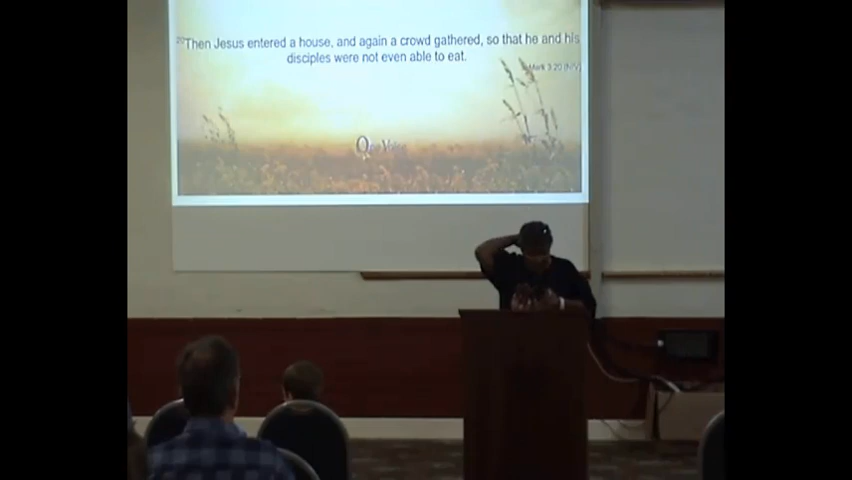 20Then Jesus entered a house, and again a crowd gathered, so that he and his
disciples were not even able to eat.
Mark 3:20 (NIV)